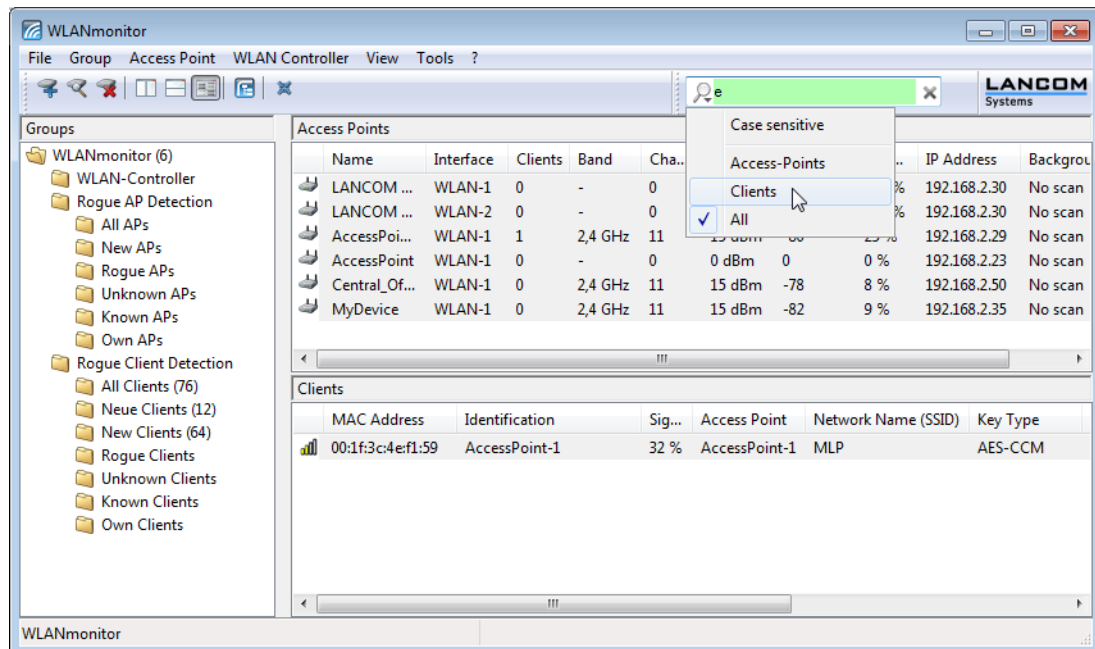 WLANmonitor
File Group Access Point WLAN Controller View Tools ?
e
LANCOM
Systems
Case sensitive
Access-Points
Clients
All
Groups
WLANmonitor (6)
WLAN-Controller
Rogue AP Detection
All APs
New APs
Rogue APs
Unknown APs
Known APs
Own APs
Rogue Client Detection
All Clients (76)
Neue Clients (12)
New Clients (64)
Rogue Clients
Unknown Clients
Known Clients
Own Clients
Access Points
Name Interface Clients Band Cha... .. IP Address Backgrou
LANCOM ... WLAN-1 0 - 0 % 192.168.2.30 No scan
LANCOM ... WLAN-2 0 - 0 % 192.168.2.30 No scan
AccessPoi... WLAN-1 1 2,4 GHz 11 192.168.2.29 No scan
AccessPoint WLAN-1 0 - 0 0 dBm 0 0 % 192.168.2.23 No scan
Central_Of... WLAN-1 0 2,4 GHz 11 15 dBm -78 8 % 192.168.2.50 No scan
MyDevice WLAN-1 0 2,4 GHz 11 15 dBm -82 9 % 192.168.2.35 No scan
Clients
MAC Address Identification Sig... Access Point Network Name (SSID) Key Type
00:1f:3c:4e:f1:59 AccessPoint-1 32 % AccessPoint-1 MLP AES-CCM
WLANmonitor